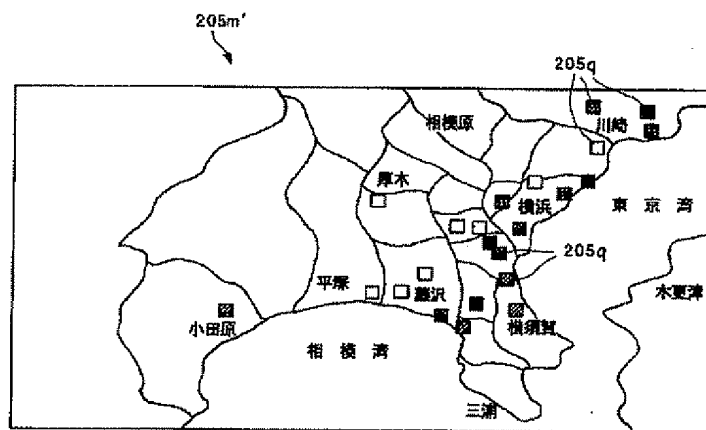 205m'
205q
川崎
相模原
厚木
横浜
東京湾
205q
平塚
藤沢
木更津
小田原
横須賀
相模湾
三浦